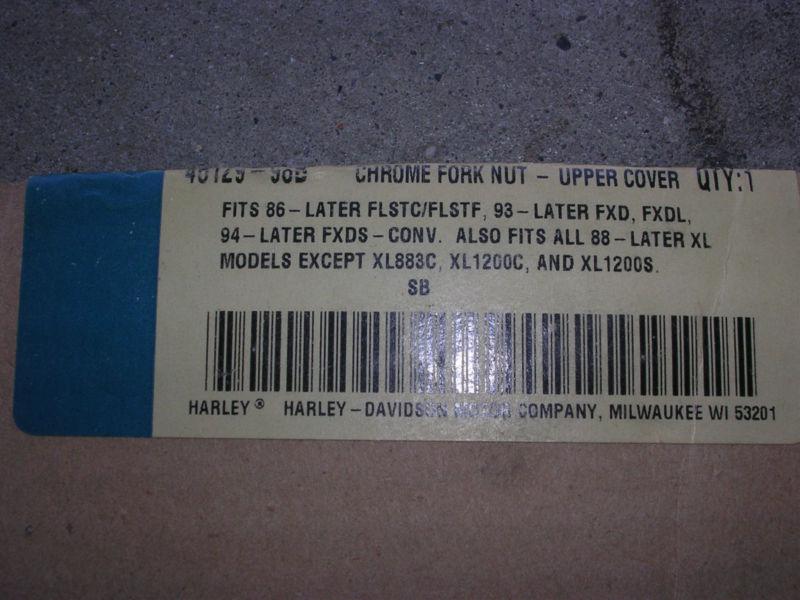 CHROME FORK NUT - UPPER COVER QTY:1
FITS 86-LATER FLSTC/FLSTF, 93-LATER FXD, FXDL,
94-LATER FXDS-CONV. ALSO FITS ALL 88-LATER XL
MODELS EXCEPT XL883C, XL1200C, AND XL1200S.
SB
HARLEY® HARLEY-DAVIDSON MOTOR COMPANY, MILWAUKEE WI 53201